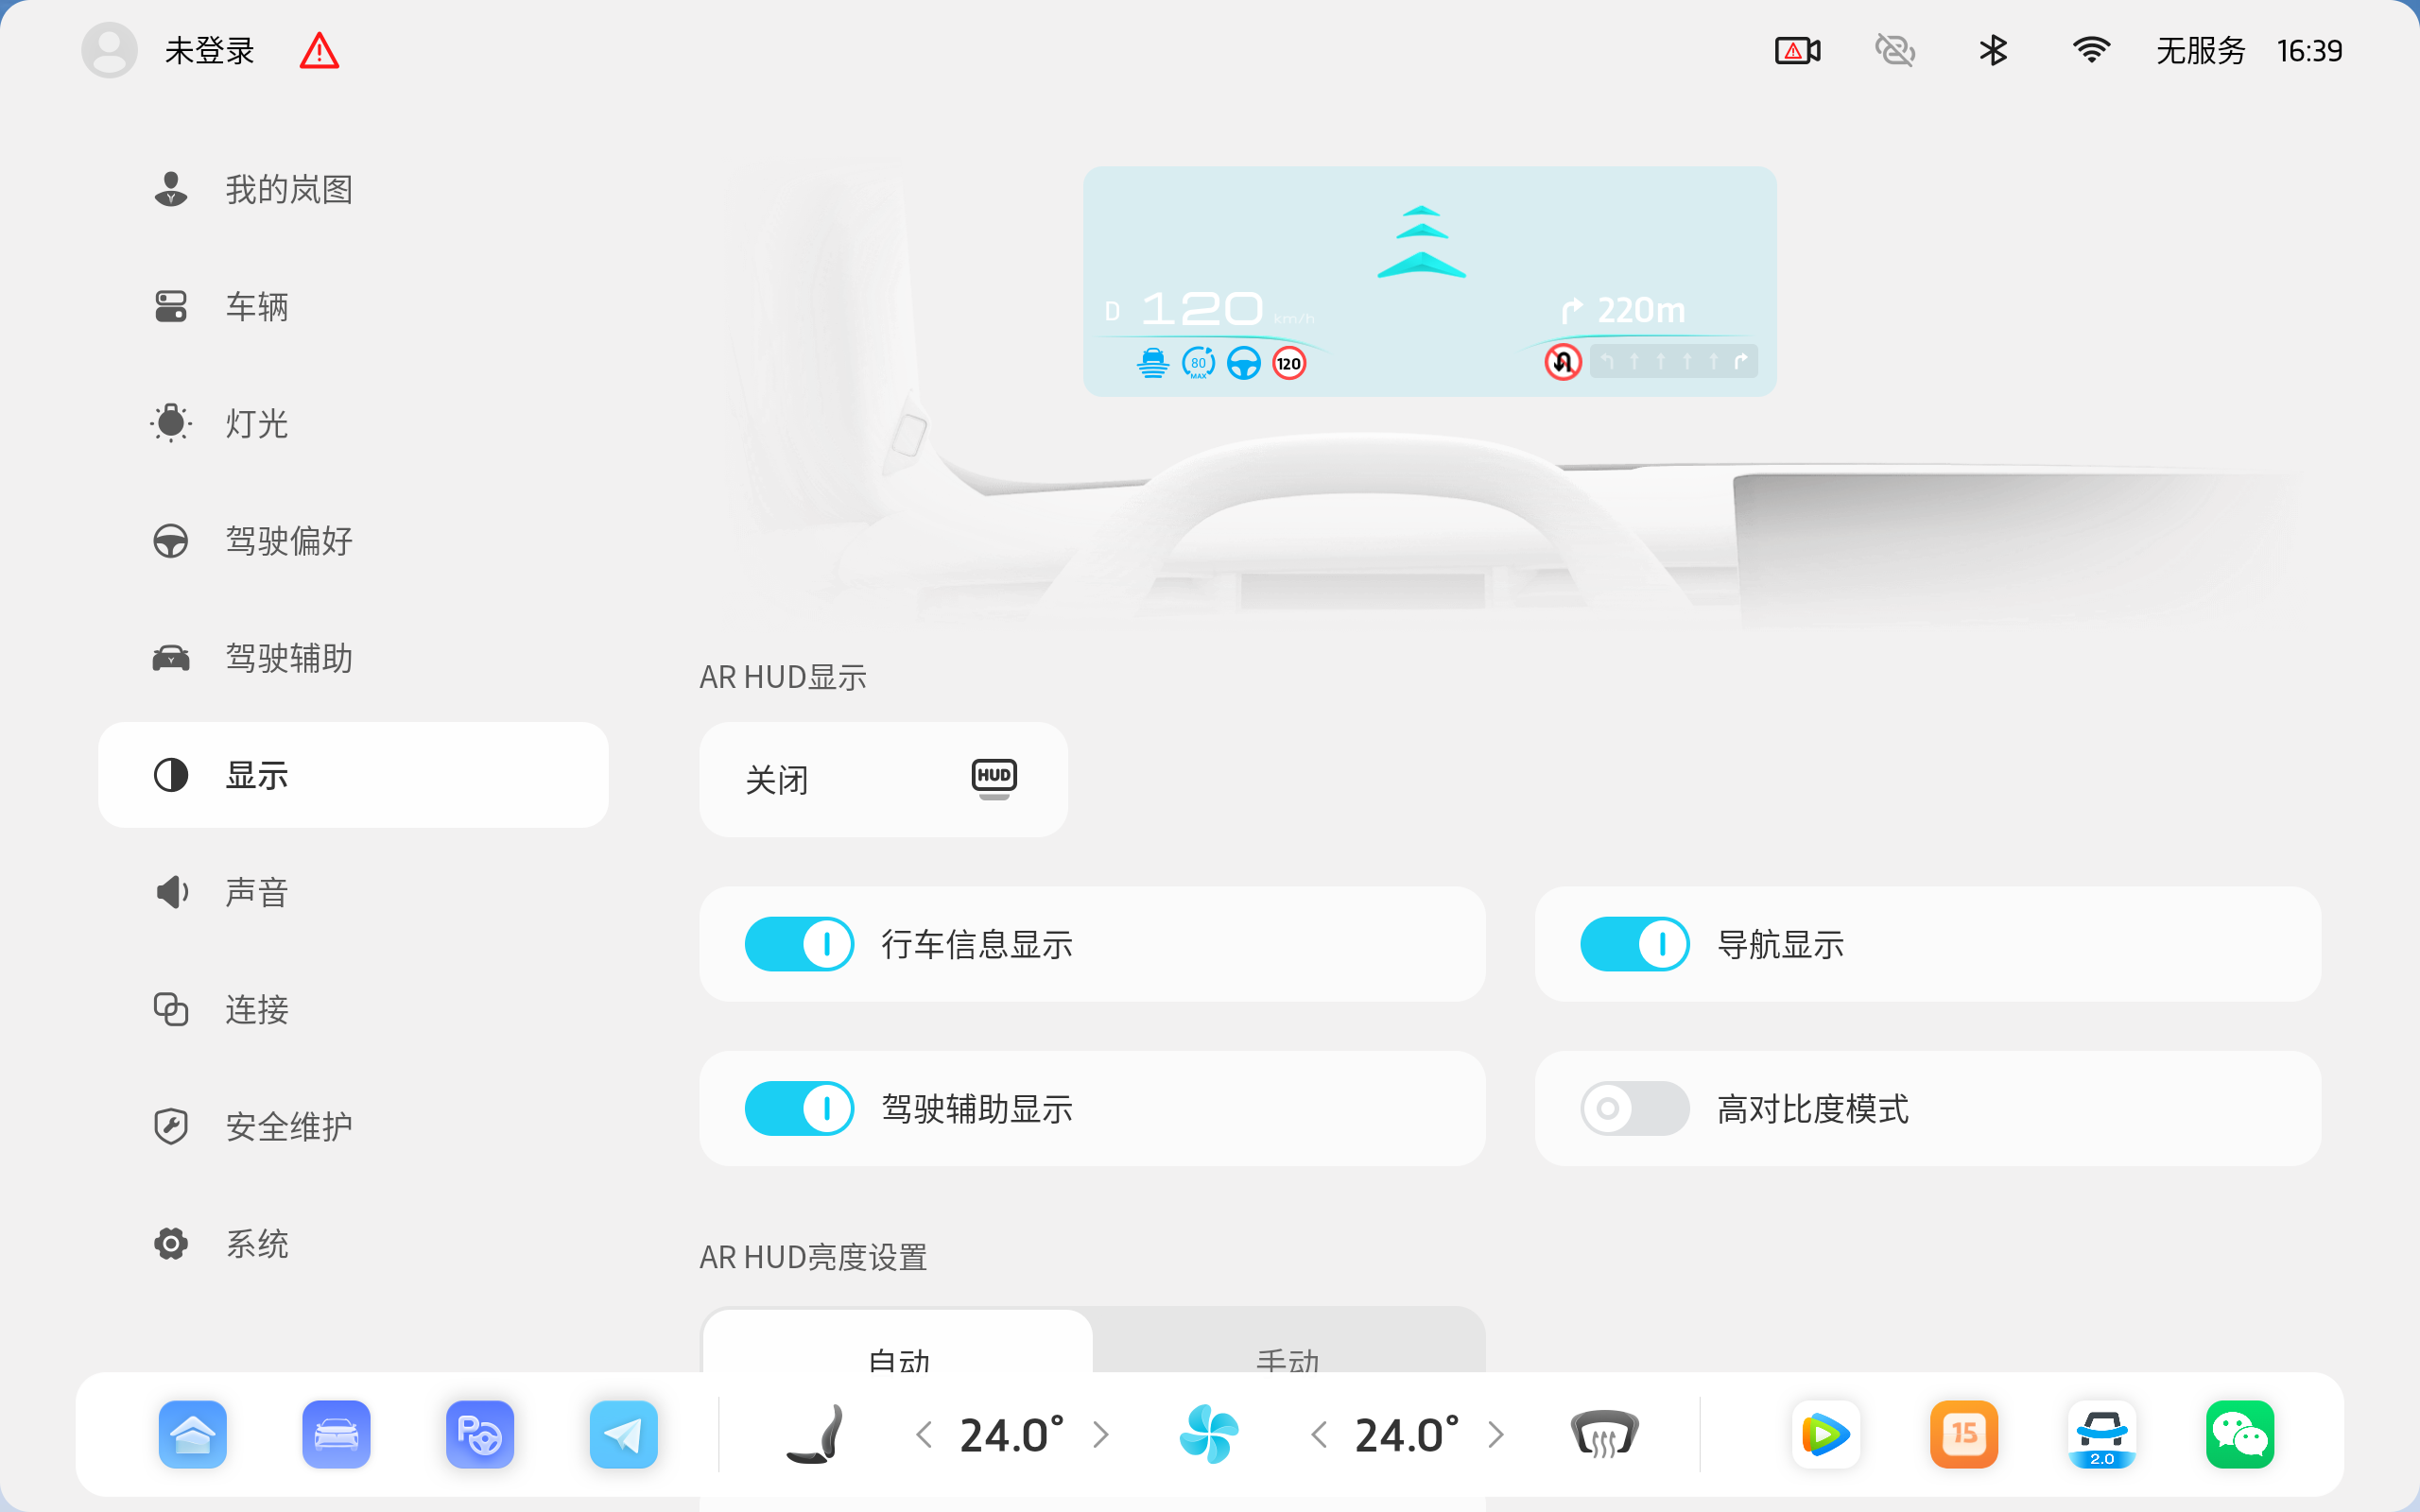 未登录
无服务 16:39
我的岚图
车辆
灯光
驾驶偏好
驾驶辅助
显示
声音
连接
安全维护
系统
D 120 km/h
220m
80
MAX
120
AR HUD显示
关闭
HUD
行车信息显示
导航显示
驾驶辅助显示
高对比度模式
AR HUD亮度设置
自动
手动
P
24.0°
24.0°
15
2.0